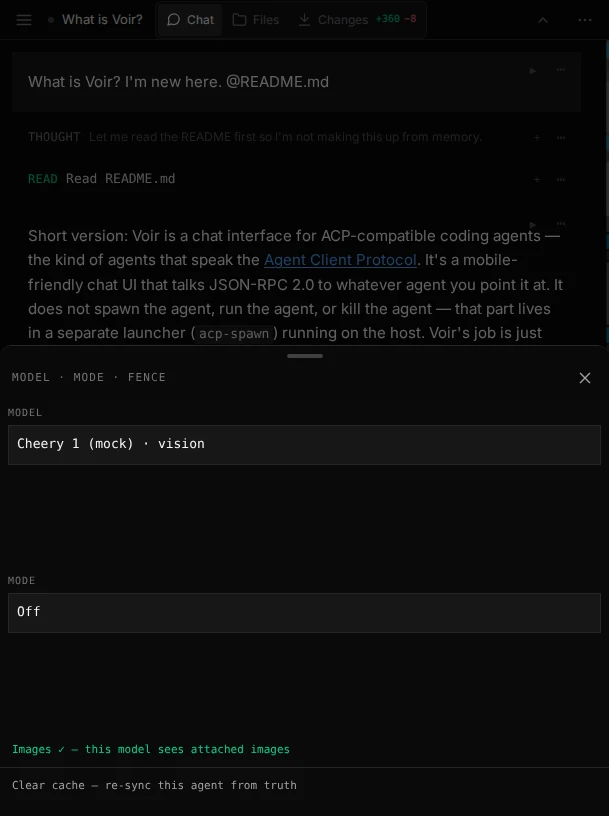 What is Voir?
Chat
Files
Changes +360 −8
What is Voir? I'm new here. @README.md
THOUGHT Let me read the README first so I'm not making this up from memory.
READ Read README.md
Short version: Voir is a chat interface for ACP-compatible coding agents —
the kind of agents that speak the Agent Client Protocol. It's a mobile-
friendly chat UI that talks JSON-RPC 2.0 to whatever agent you point it at. It
does not spawn the agent, run the agent, or kill the agent — that part lives
in a separate launcher (acp-spawn) running on the host. Voir's job is just
MODEL · MODE · FENCE
MODEL
Cheery 1 (mock) · vision
MODE
Off
Images ✓ — this model sees attached images
Clear cache — re-sync this agent from truth